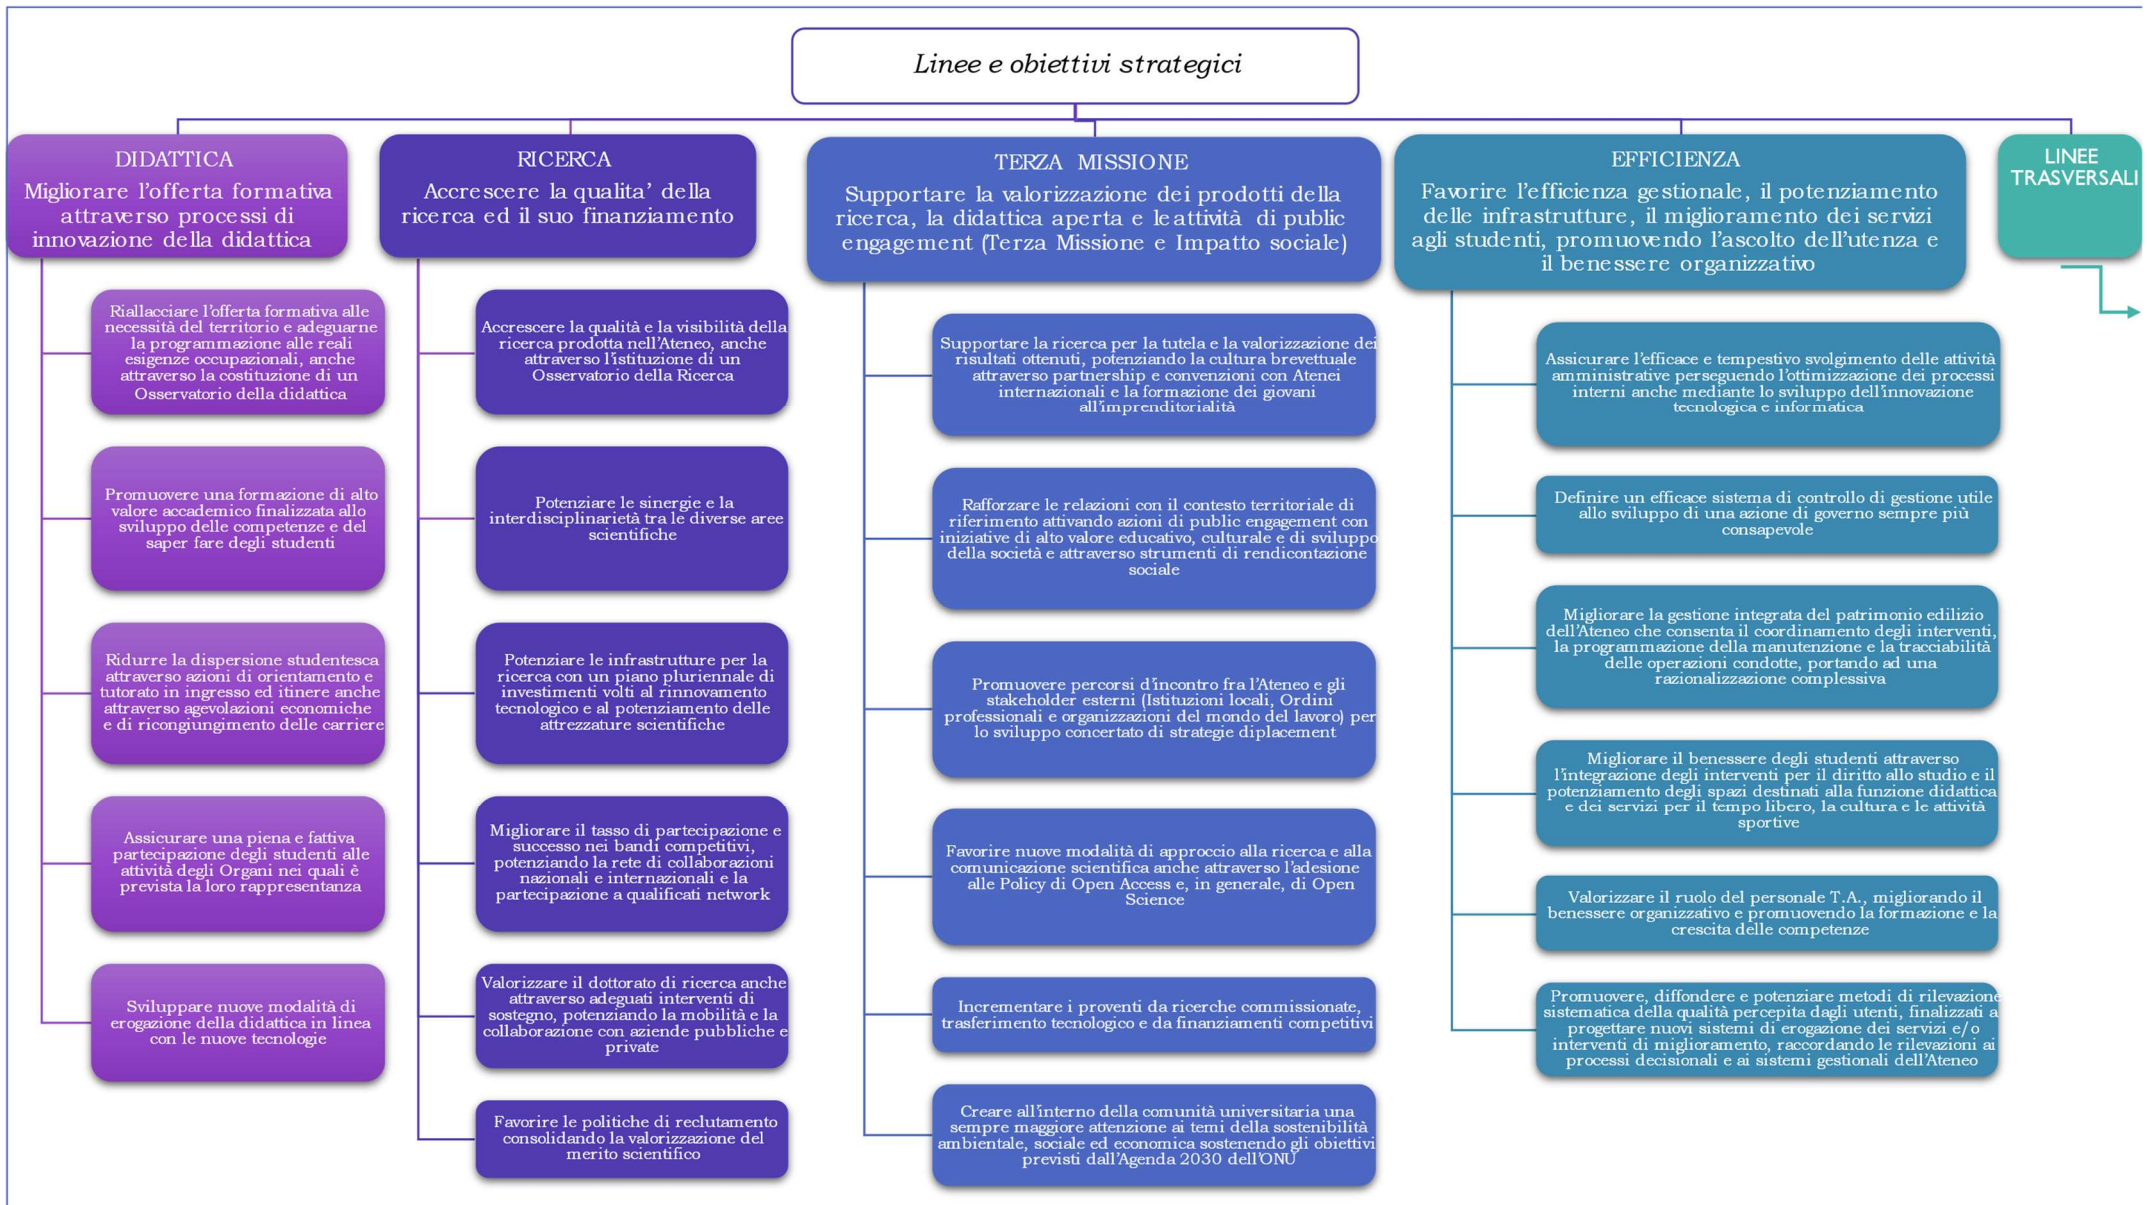 Linee e obiettivi strategici
DIDATTICA
Migliorare l'offerta formativa
attraverso processi di
innovazione della didattica
Riallacciare l'offerta formativa alle
necessità del territorio e adeguarne
la programmazione alle reali
esigenze occupazionali, anche
attraverso la costituzione di un
Osservatorio della didattica
Promuovere una formazione di alto
valore accademico finalizzata allo
sviluppo delle competenze e del
saper fare degli studenti
Ridurre la dispersione studentesca
attraverso azioni di orientamento e
tutorato in ingresso ed itinere anche
attraverso agevolazioni economiche
e di ricongiungimento delle carriere
Assicurare una piena e fattiva
partecipazione degli studenti alle
attività degli Organi nei quali è
prevista la loro rappresentanza
Sviluppare nuove modalità di
erogazione della didattica in linea
con le nuove tecnologie
RICERCA
Accrescere la qualita' della
ricerca ed il suo finanziamento
Accrescere la qualità e la visibilità della
ricerca prodotta nell'Ateneo, anche
attraverso l'istituzione di un
Osservatorio della Ricerca
Potenziare le sinergie e la
interdisciplinarietà tra le diverse aree
scientifiche
Potenziare le infrastrutture per la
ricerca con un piano pluriennale di
investimenti volti al rinnovamento
tecnologico e al potenziamento delle
attrezzature scientifiche
Migliorare il tasso di partecipazione e
successo nei bandi competitivi,
potenziando la rete di collaborazioni
nazionali e internazionali e la
partecipazione a qualificati network
Valorizzare il dottorato di ricerca anche
attraverso adeguati interventi di
sostegno, potenziando la mobilità e la
collaborazione con aziende pubbliche e
private
Favorire le politiche di reclutamento
consolidando la valorizzazione del
merito scientifico
TERZA MISSIONE
Supportare la valorizzazione dei prodotti della
ricerca, la didattica aperta e leattività di public
engagement (Terza Missione e Impatto sociale)
Supportare la ricerca per la tutela e la valorizzazione dei
risultati ottenuti, potenziando la cultura brevettuale
attraverso partnership e convenzioni con Atenei
internazionali e la formazione dei giovani
all'imprenditorialità
Rafforzare le relazioni con il contesto territoriale di
riferimento attivando azioni di public engagement con
iniziative di alto valore educativo, culturale e di sviluppo
della società e attraverso strumenti di rendicontazione
sociale
Promuovere percorsi d'incontro fra l'Ateneo e gli
stakeholder esterni (Istituzioni locali, Ordini
professionali e organizzazioni del mondo del lavoro) per
lo sviluppo concertato di strategie diplacement
Favorire nuove modalità di approccio alla ricerca e alla
comunicazione scientifica anche attraverso l'adesione
alle Policy di Open Access e, in generale, di Open
Science
Incrementare i proventi da ricerche commissionate,
trasferimento tecnologico e da finanziamenti competitivi
Creare all'interno della comunità universitaria una
sempre maggiore attenzione ai temi della sostenibilità
ambientale, sociale ed economica sostenendo gli obiettivi
previsti dall'Agenda 2030 dell'ONU
EFFICIENZA
Favorire l'efficienza gestionale, il potenziamento
delle infrastrutture, il miglioramento dei servizi
agli studenti, promuovendo l'ascolto dell'utenza e
il benessere organizzativo
Assicurare l'efficace e tempestivo svolgimento delle attività
amministrative perseguendo l'ottimizzazione dei processi
interni anche mediante lo sviluppo dell'innovazione
tecnologica e informatica
Definire un efficace sistema di controllo di gestione utile
allo sviluppo di una azione di governo sempre più
consapevole
Migliorare la gestione integrata del patrimonio edilizio
dell'Ateneo che consenta il coordinamento degli interventi,
la programmazione della manutenzione e la tracciabilità
delle operazioni condotte, portando ad una
razionalizzazione complessiva
Migliorare il benessere degli studenti attraverso
l'integrazione degli interventi per il diritto allo studio e il
potenziamento degli spazi destinati alla funzione didattica
e dei servizi per il tempo libero, la cultura e le attività
sportive
Valorizzare il ruolo del personale T.A., migliorando il
benessere organizzativo e promuovendo la formazione e la
crescita delle competenze
Promuovere, diffondere e potenziare metodi di rilevazione
sistematica della qualità percepita dagli utenti, finalizzati a
progettare nuovi sistemi di erogazione dei servizi e/o
interventi di miglioramento, raccordando le rilevazioni ai
processi decisionali e ai sistemi gestionali dell'Ateneo
LINEE
TRASVERSALI